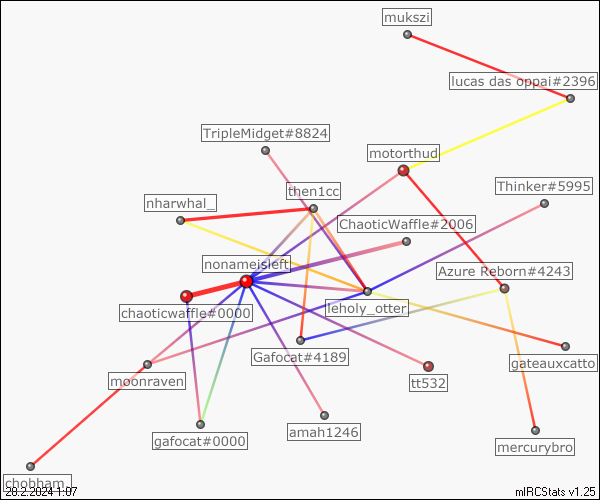 mukszi
lucas das oppai#2396
TripleMidget#8824
motorthud
Thinker#5995
then1cc
nharwhal_
ChaoticWaffle#2006
nonameisleft
Azure Reborn#4243
chaoticwaffle#0000
leholy_otter
Gafocat#4189
gateauxcatto
moonraven
tt532
amah1246
gafocat#0000
mercurybro
chobham_
28.2.2024 1:07
mIRCStats v1.25